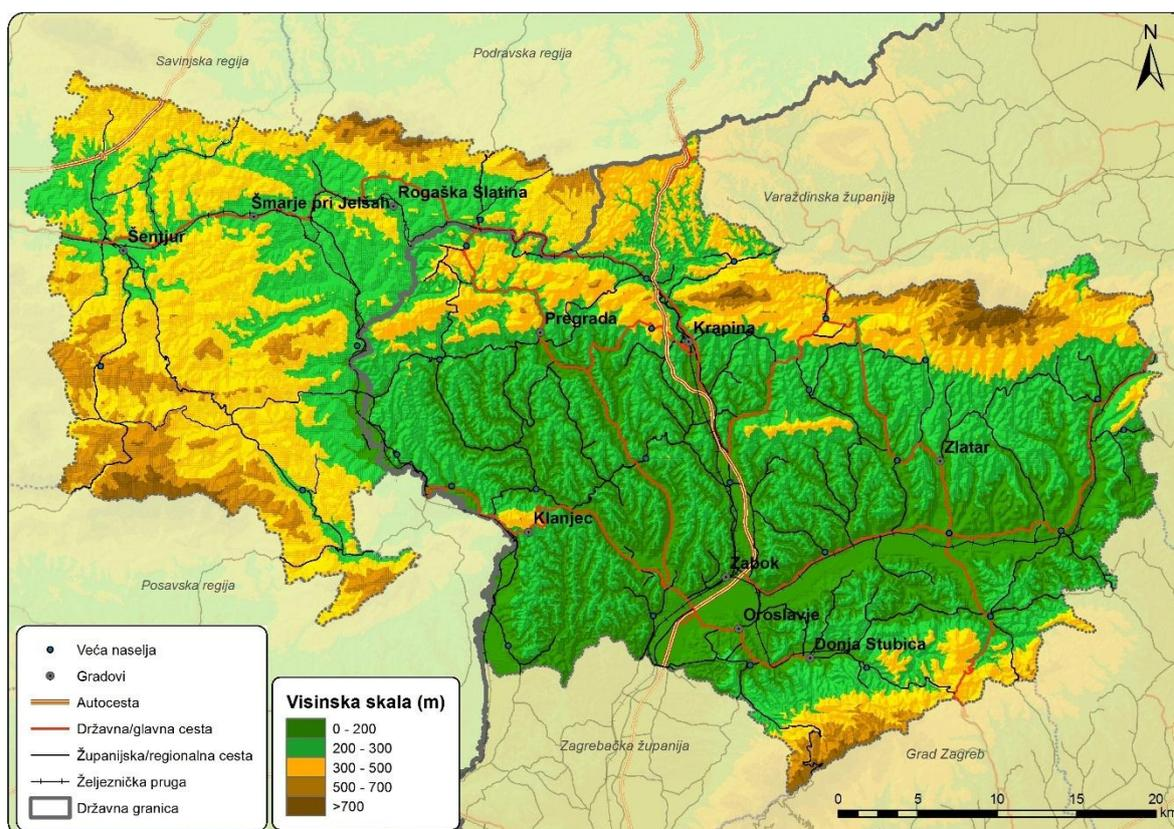 Savinjska regija
Podravska regija
N
Varaždinska županija
Rogaška Slatina
Šmarje pri Jelšah
Šentjur
Pregrada
Krapina
Zlatar
Klanjec
Posavska regija
Zabok
Oroslavje
Donja Stubica
Zagrebačka županija
Grad Zagreb
Veća naselja
Gradovi
Autocesta
Državna/glavna cesta
Županijska/regionalna cesta
Željeznička pruga
Državna granica
Visinska skala (m)
0 - 200
200 - 300
300 - 500
500 - 700
>700
0 5 10 15 20
km